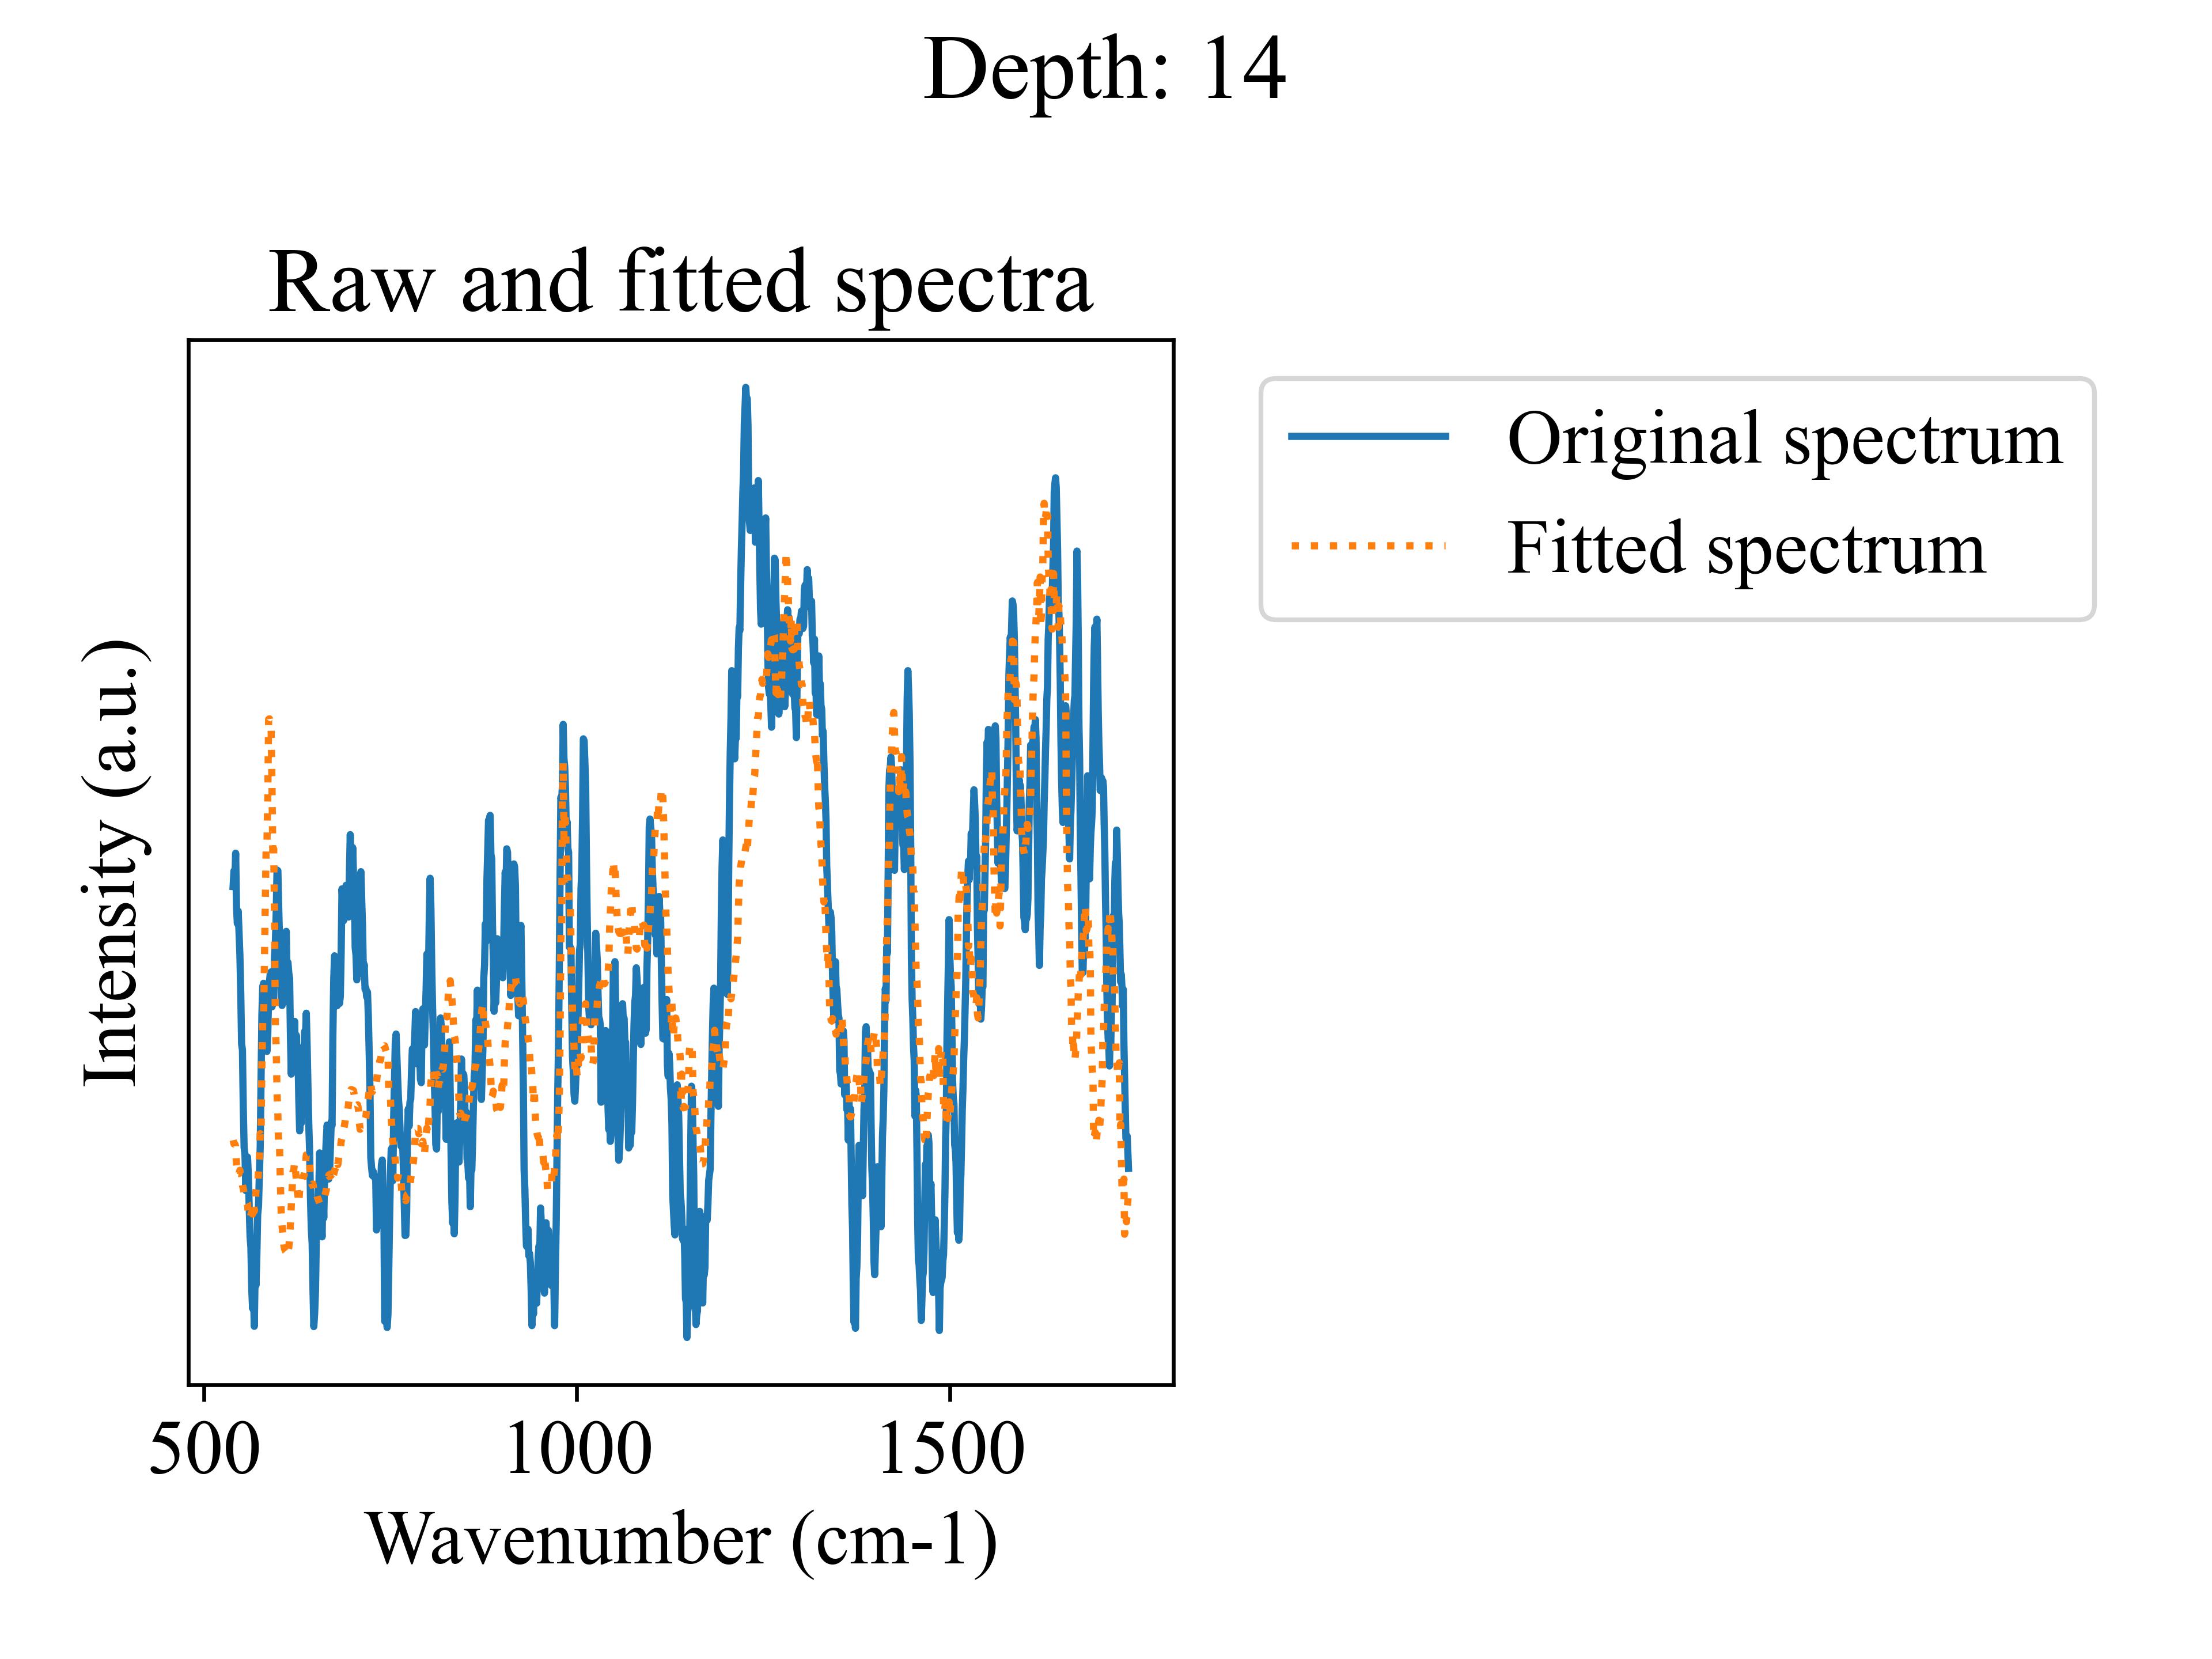 Depth: 14
Raw and fitted spectra
Original spectrum
Fitted spectrum
Intensity (a.u.)
500 1000 1500
Wavenumber (cm-1)